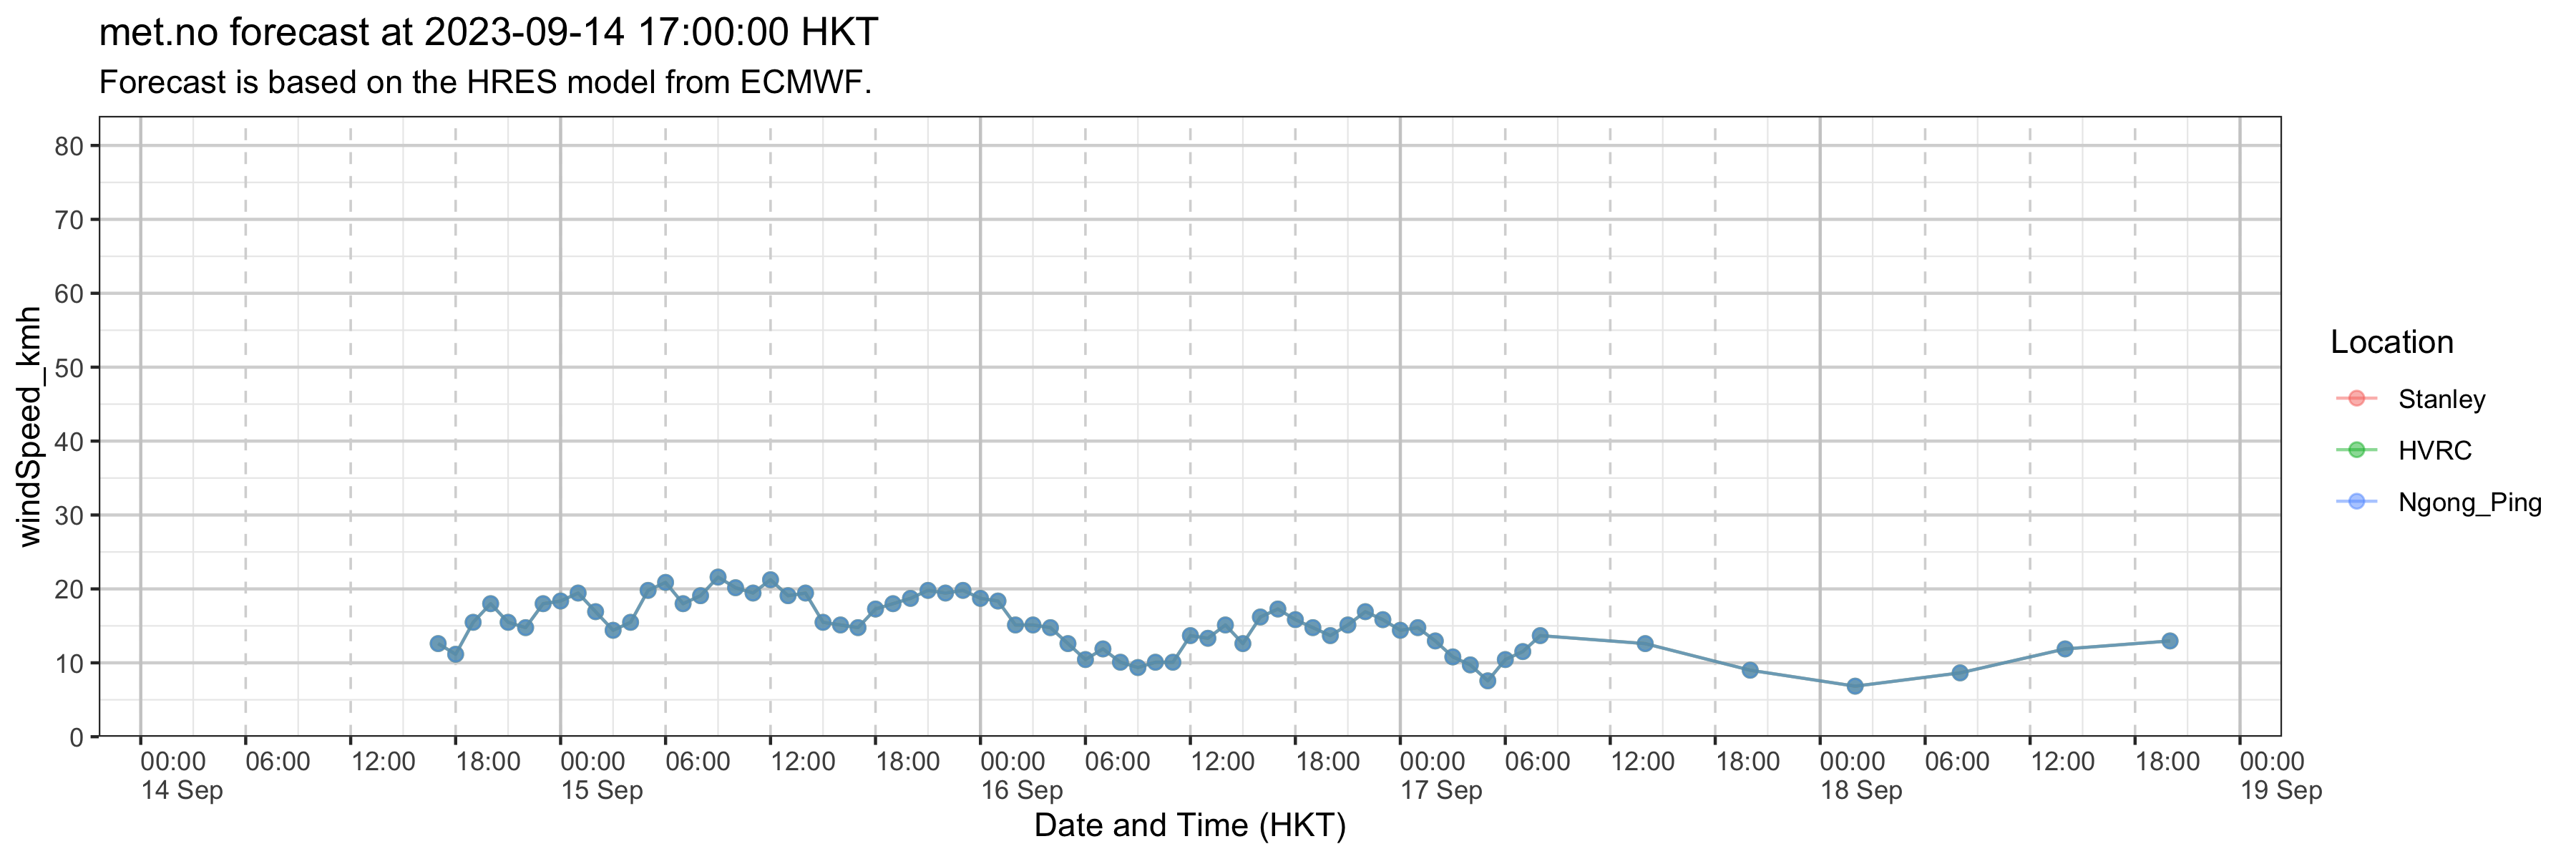 met.no forecast at 2023-09-14 17:00:00 HKT
Forecast is based on the HRES model from ECMWF.
windSpeed_kmh
80
70
60
50
40
30
20
10
0
00:00 06:00 12:00 18:00 00:00 06:00 12:00 18:00 00:00 06:00 12:00 18:00 00:00 06:00 12:00 18:00 00:00 06:00 12:00 18:00 00:00
14 Sep 15 Sep 16 Sep 17 Sep 18 Sep 19 Sep
Date and Time (HKT)
Location
Stanley
HVRC
Ngong_Ping